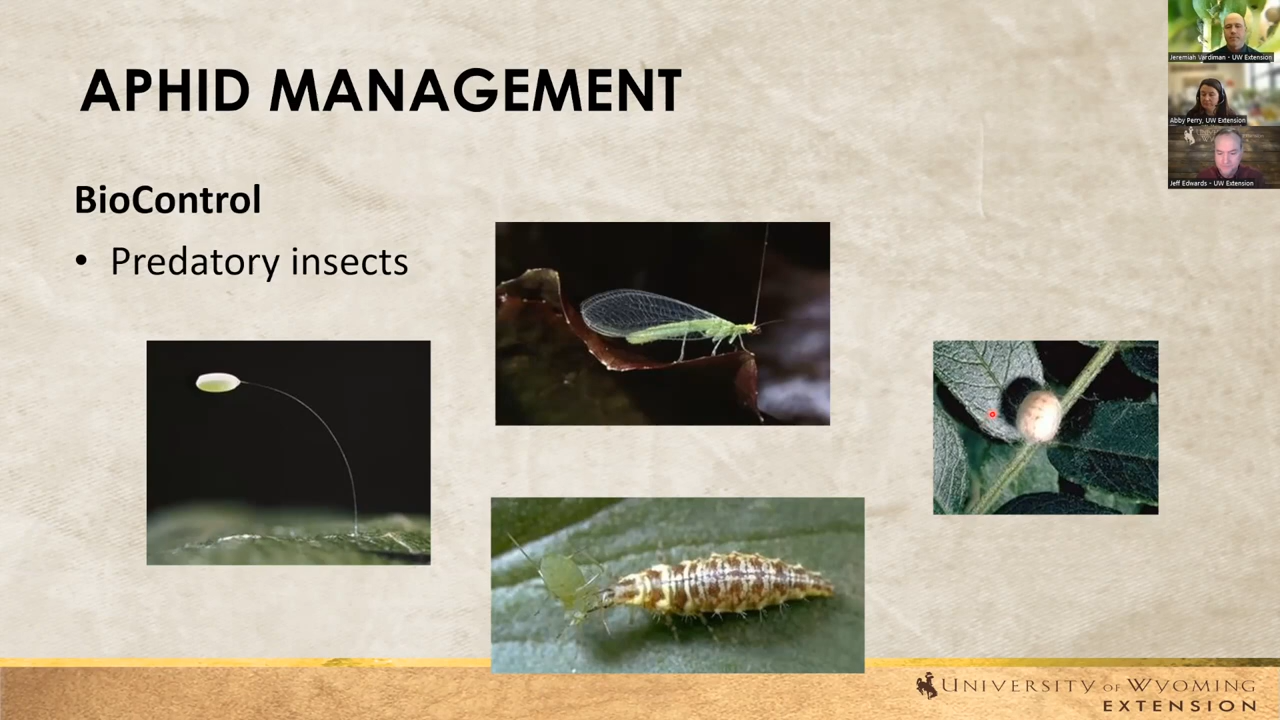 APHID MANAGEMENT
BioControl
• Predatory insects
Jeremiah Vardiman - UW Extension
Abby Perry, UW Extension
Jeff Edwards - UW Extension
UNIVERSITY OF WYOMING
EXTENSION